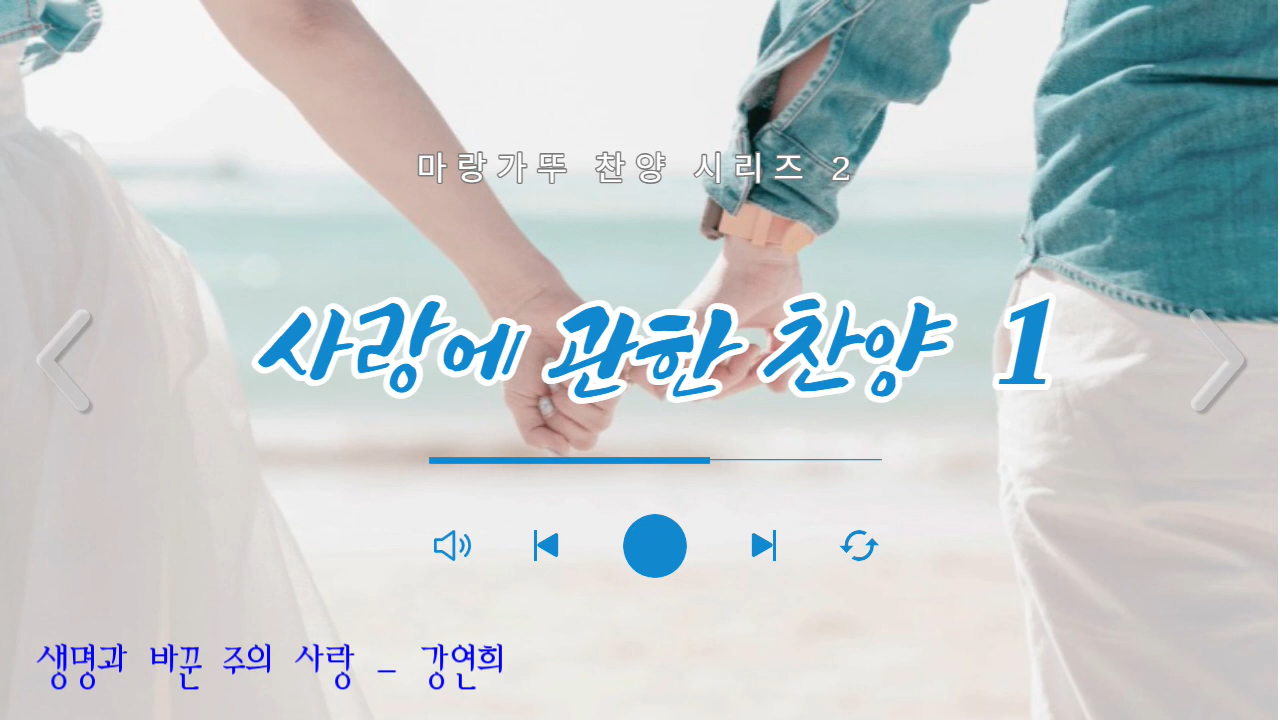 마랑가뚜 찬양 시리즈 2
사랑에 관한 찬양 1
생명과 바꾼 주의 사랑 - 강연희